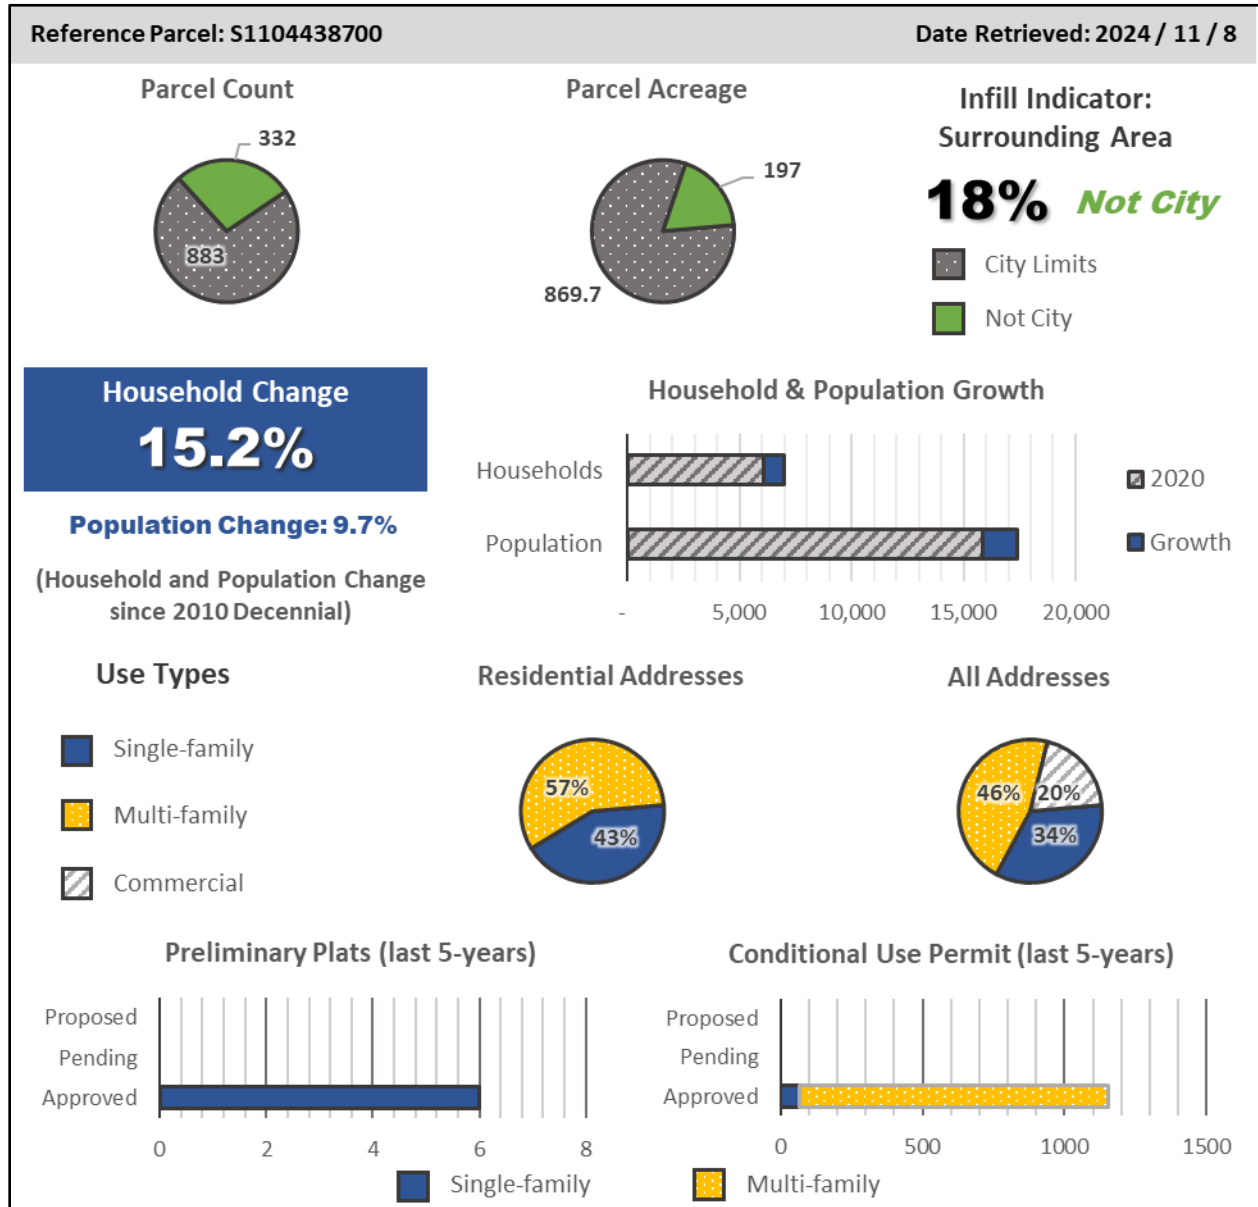 Reference Parcel: S1104438700
Date Retrieved: 2024 / 11 / 8
Parcel Count
332
883
Parcel Acreage
197
869.7
Infill Indicator:
Surrounding Area
18% Not City
City Limits
Not City
Household Change
15.2%
Population Change: 9.7%
(Household and Population Change
since 2010 Decennial)
Household & Population Growth
Households
Population
- 5,000 10,000 15,000 20,000
2020
Growth
Use Types
Single-family
Multi-family
Commercial
Residential Addresses
57%
43%
All Addresses
46% 20%
34%
Preliminary Plats (last 5-years)
Proposed
Pending
Approved
0 2 4 6 8
Conditional Use Permit (last 5-years)
Proposed
Pending
Approved
0 500 1000 1500
Single-family
Multi-family